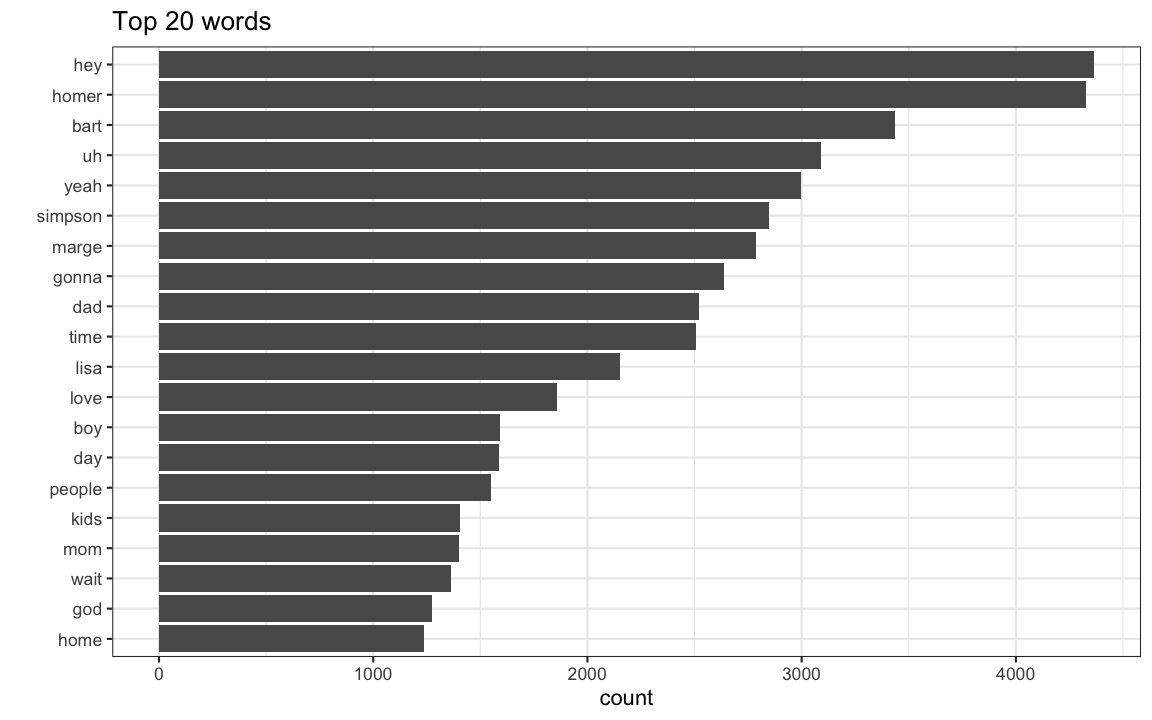 Top 20 words
hey
homer
bart
uh
yeah
simpson
marge
gonna
dad
time
lisa
love
boy
day
people
kids
mom
wait
god
home
0 1000 2000 3000 4000
count